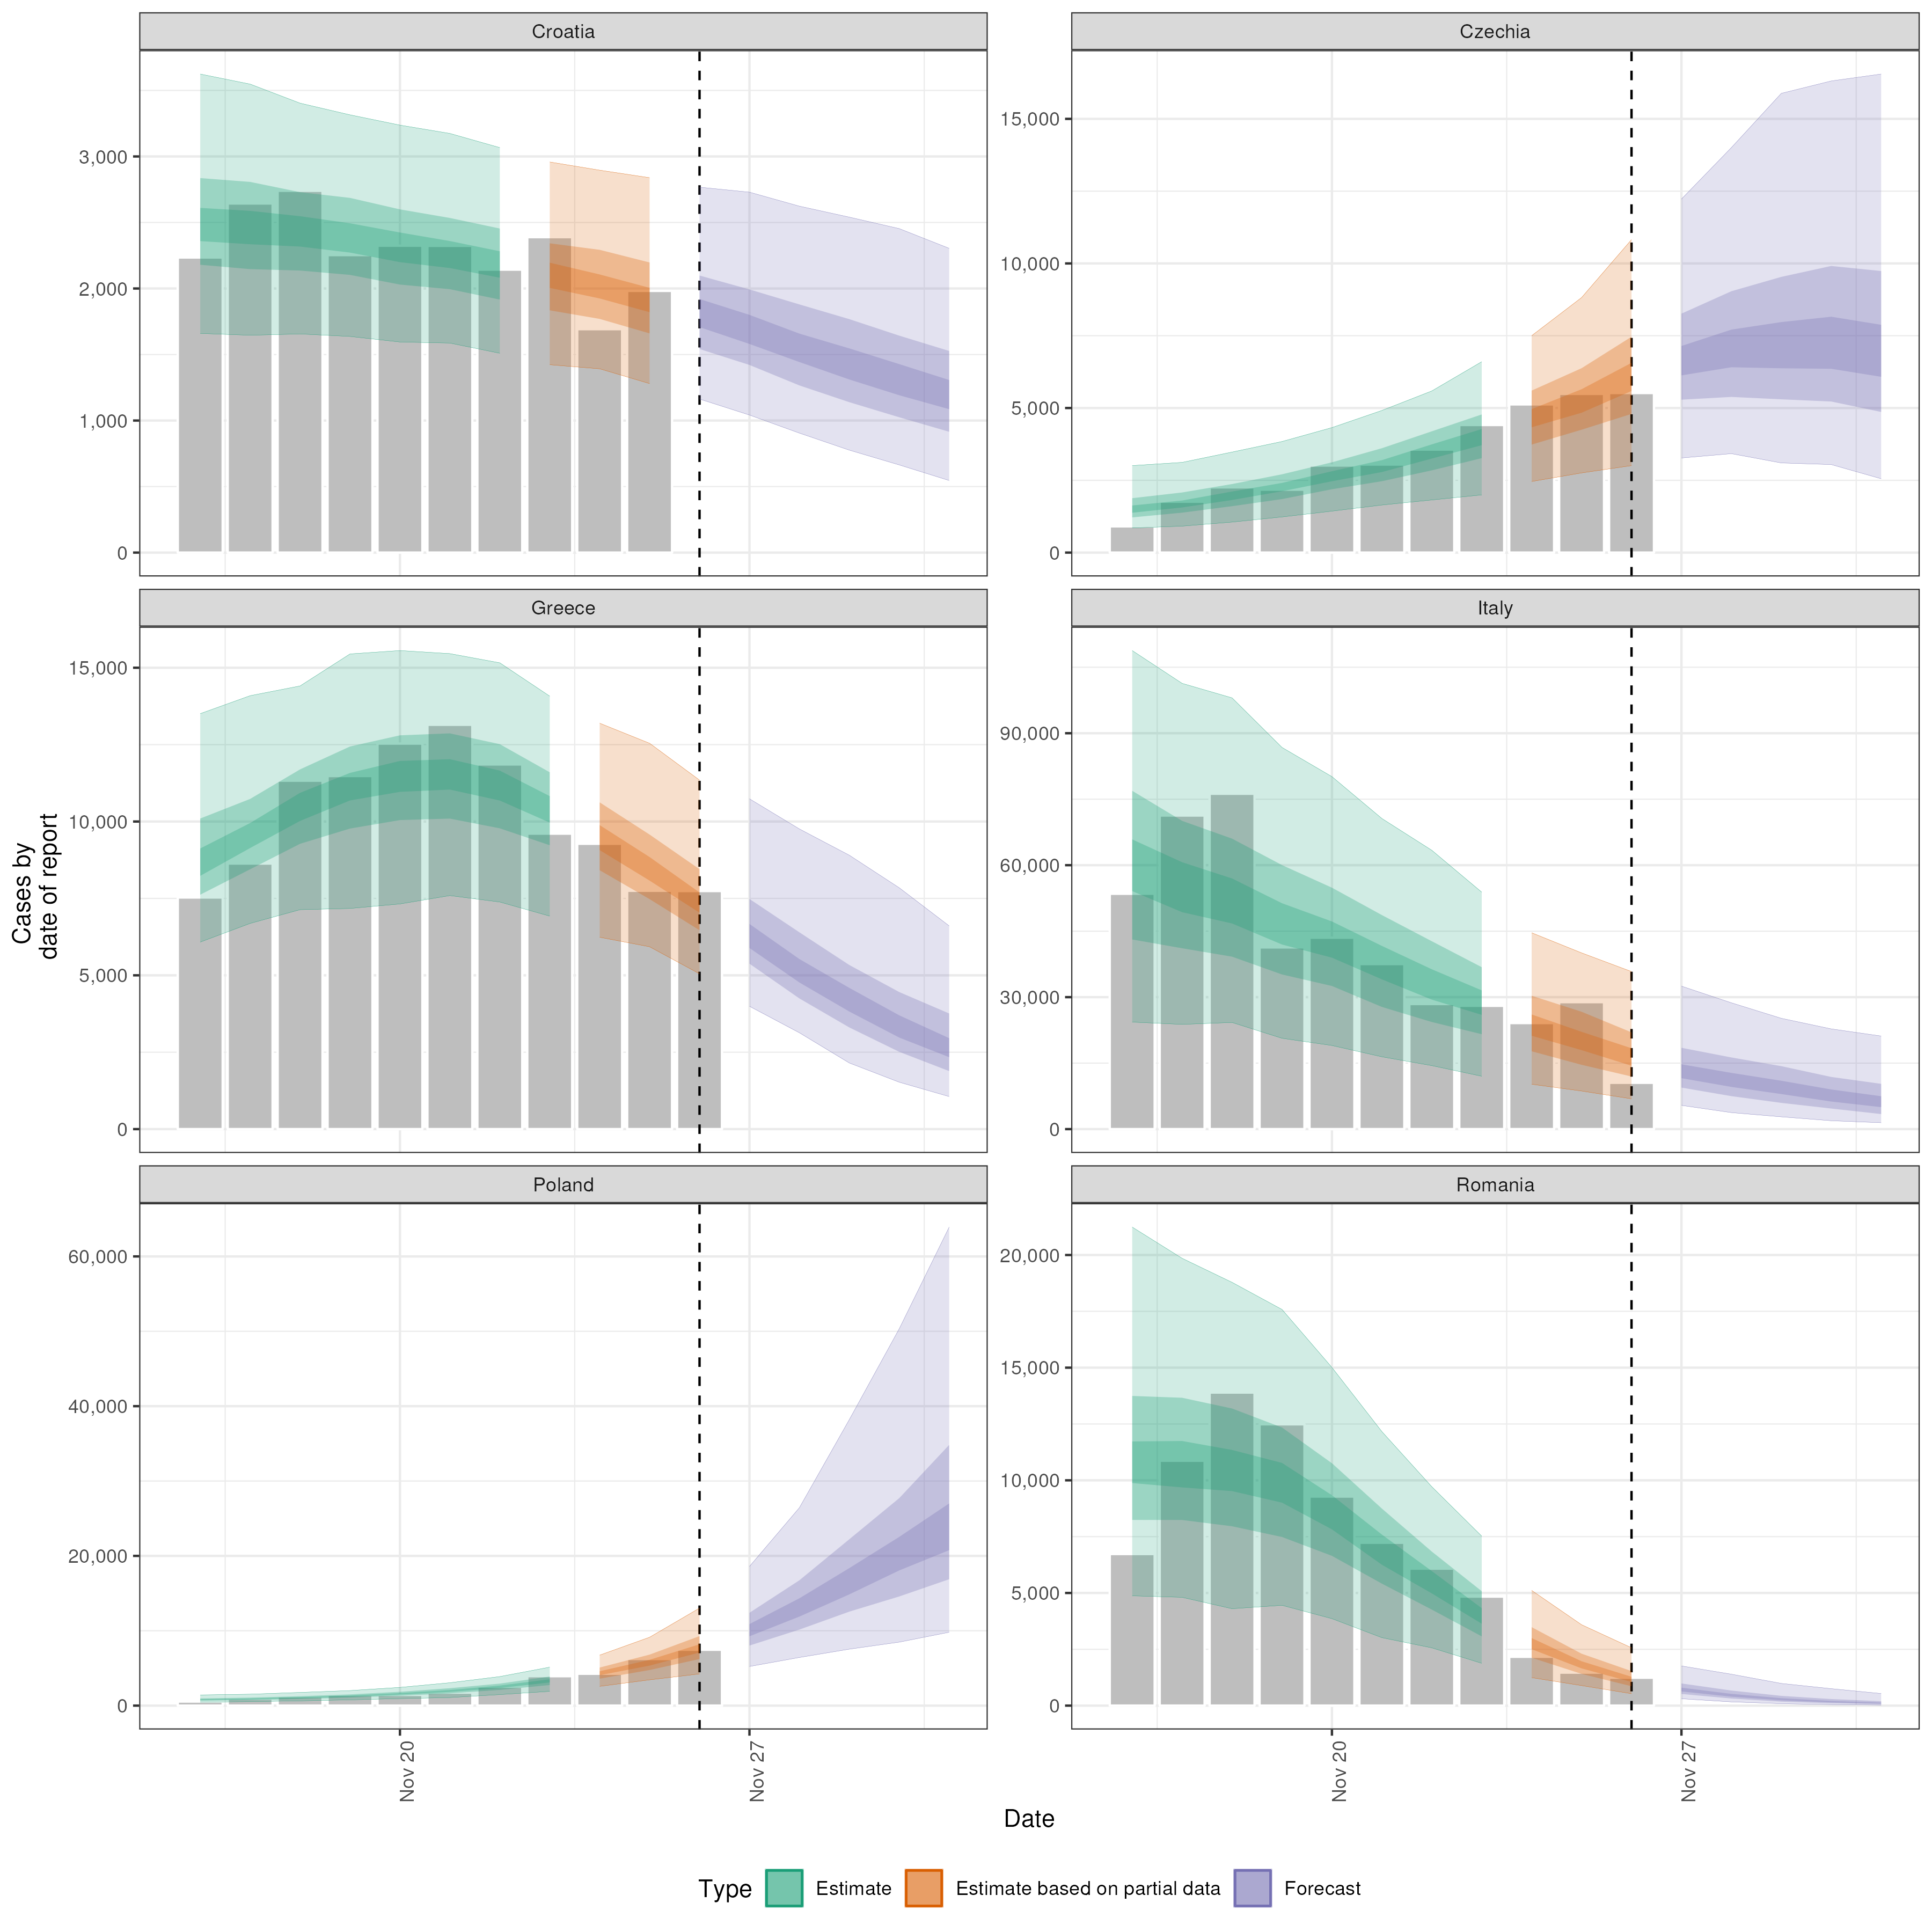 Croatia
Czechia
3,000
2,000
1,000
0
15,000
10,000
5,000
0
Greece
Italy
15,000
10,000
5,000
0
90,000
60,000
30,000
0
Cases by
date of report
Poland
Romania
60,000
40,000
20,000
0
20,000
15,000
10,000
5,000
0
Nov 20
Nov 27
Nov 20
Nov 27
Date
Type Estimate Estimate based on partial data Forecast